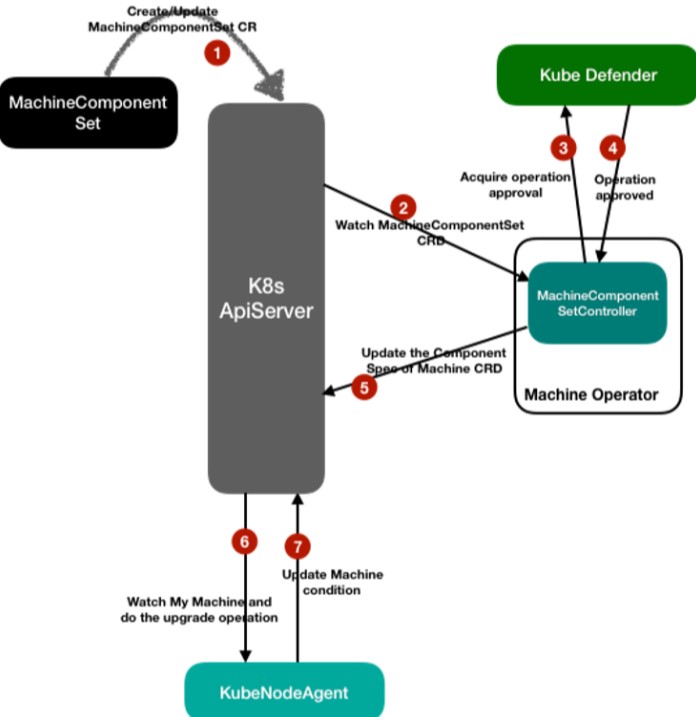 Create/Update
MachineComponentSet CR
1
MachineComponent
Set
Kube Defender
3
4
Acquire operation
approval
Operation
approved
2
Watch MachineComponentSet
CRD
K8s
ApiServer
MachineComponent
SetController
Update the Component
Spec of Machine CRD
5
Machine Operator
6
7
Update Machine
condition
Watch My Machine and
do the upgrade operation
KubeNodeAgent